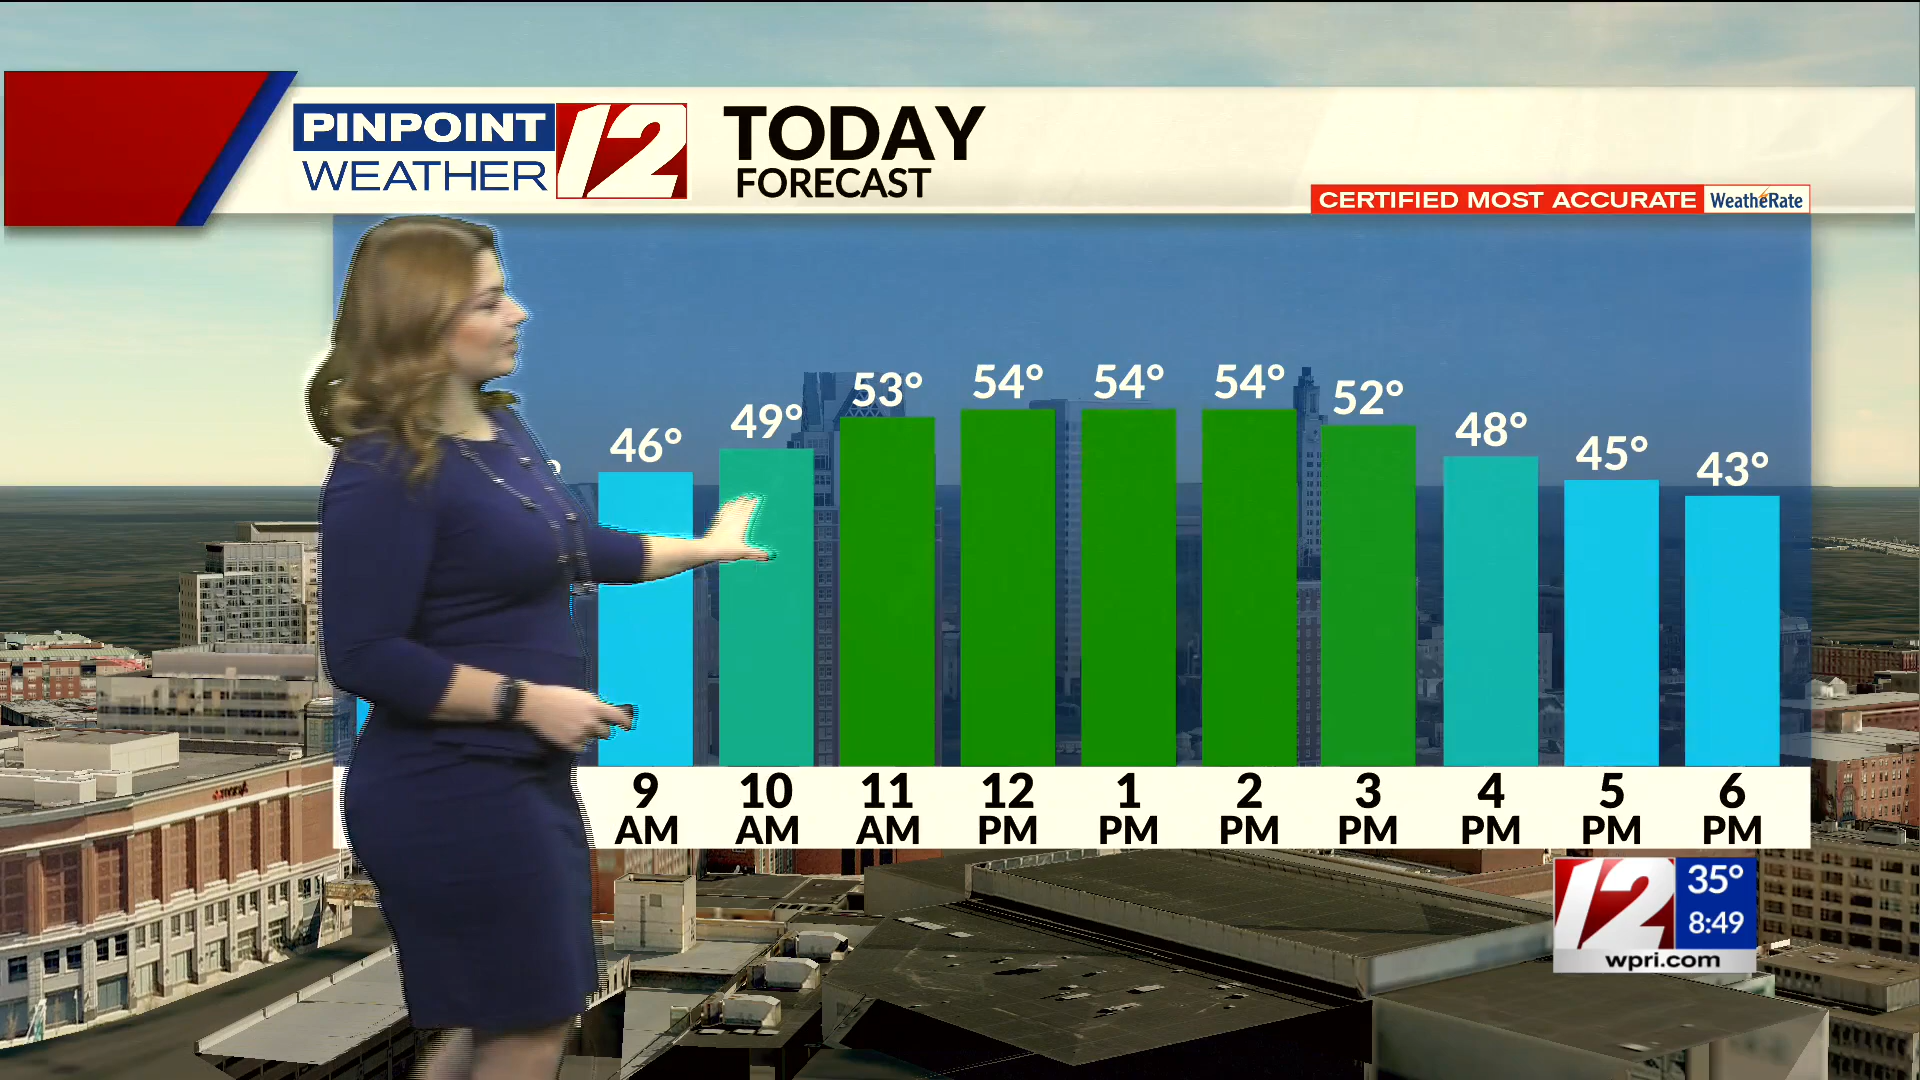 PINPOINT
WEATHER
12
TODAY
FORECAST
CERTIFIED MOST ACCURATE WeatheRate
46° 49° 53° 54° 54° 54° 52° 48° 45° 43°
9 10 11 12 1 2 3 4 5 6
AM AM AM PM PM PM PM PM PM PM
12 35°
8:49
wpri.com